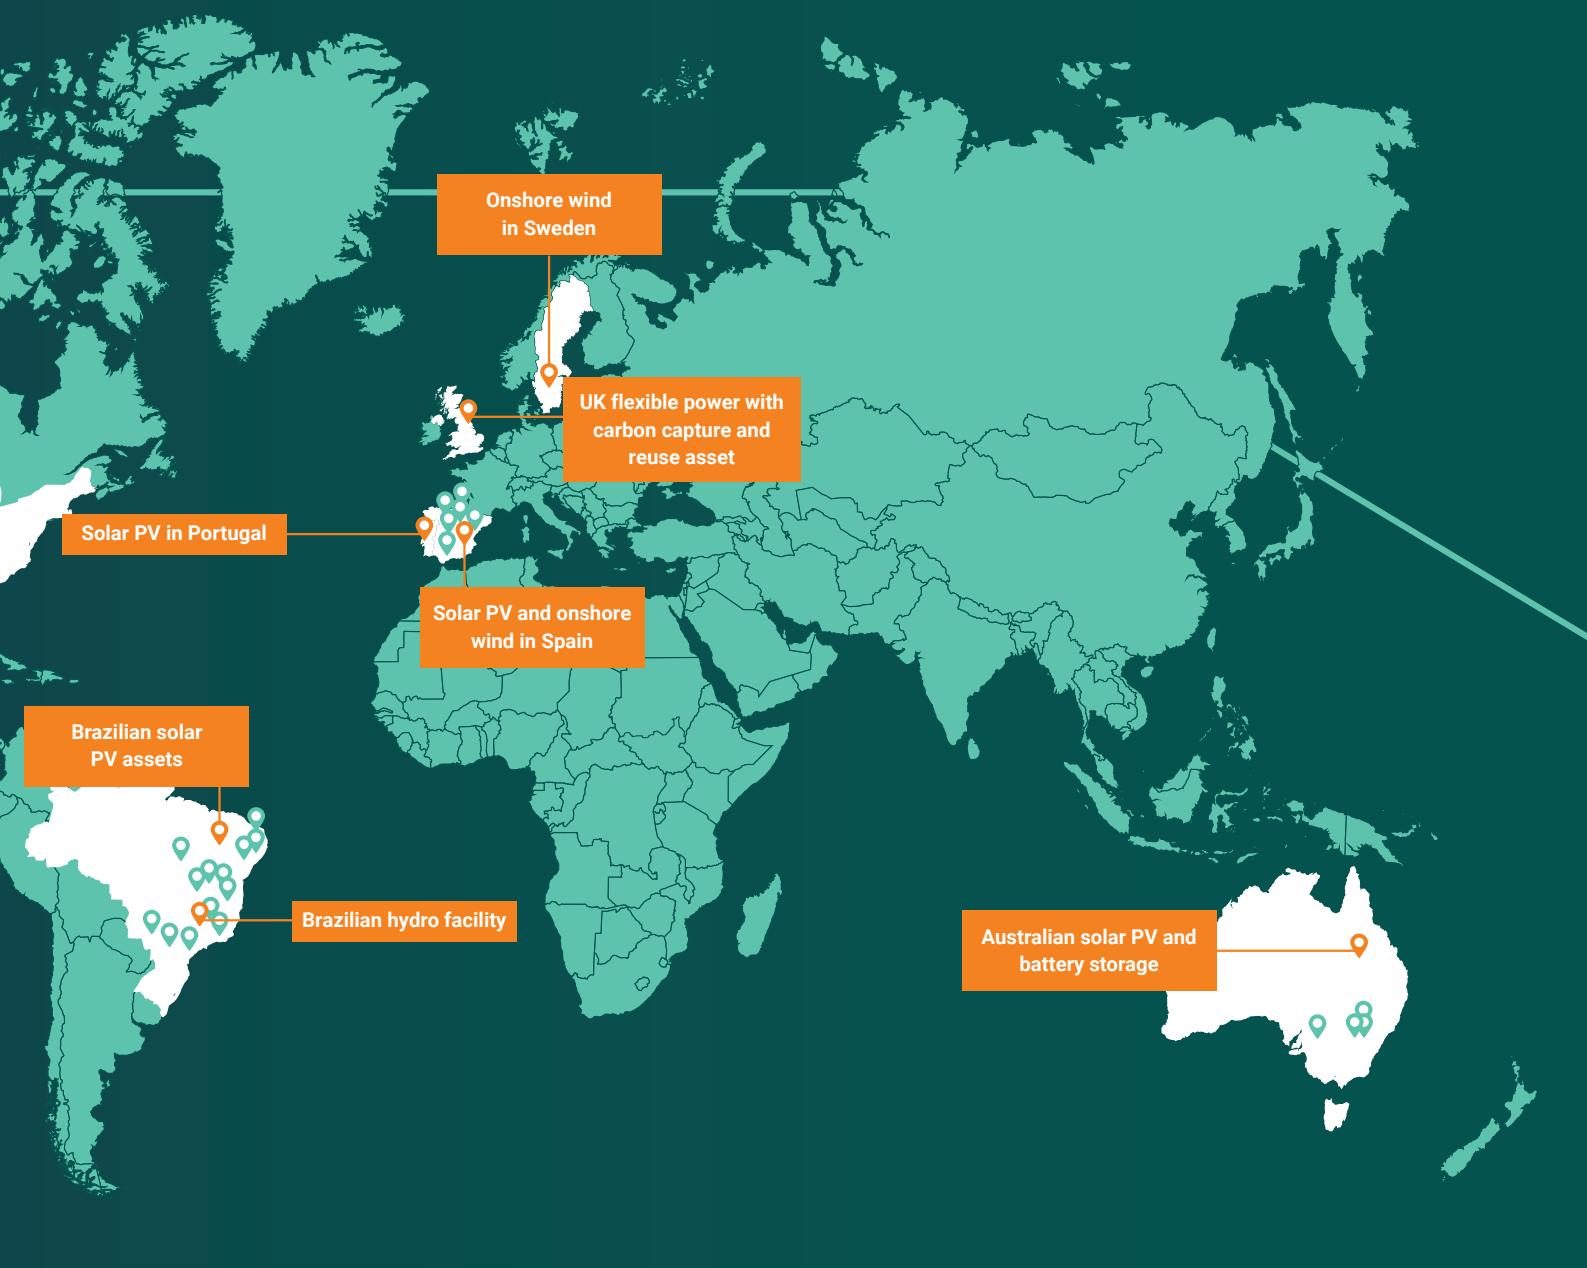 Onshore wind
in Sweden
UK flexible power with
carbon capture and
reuse asset
Solar PV in Portugal
Solar PV and onshore
wind in Spain
Brazilian solar
PV assets
Brazilian hydro facility
Australian solar PV and
battery storage